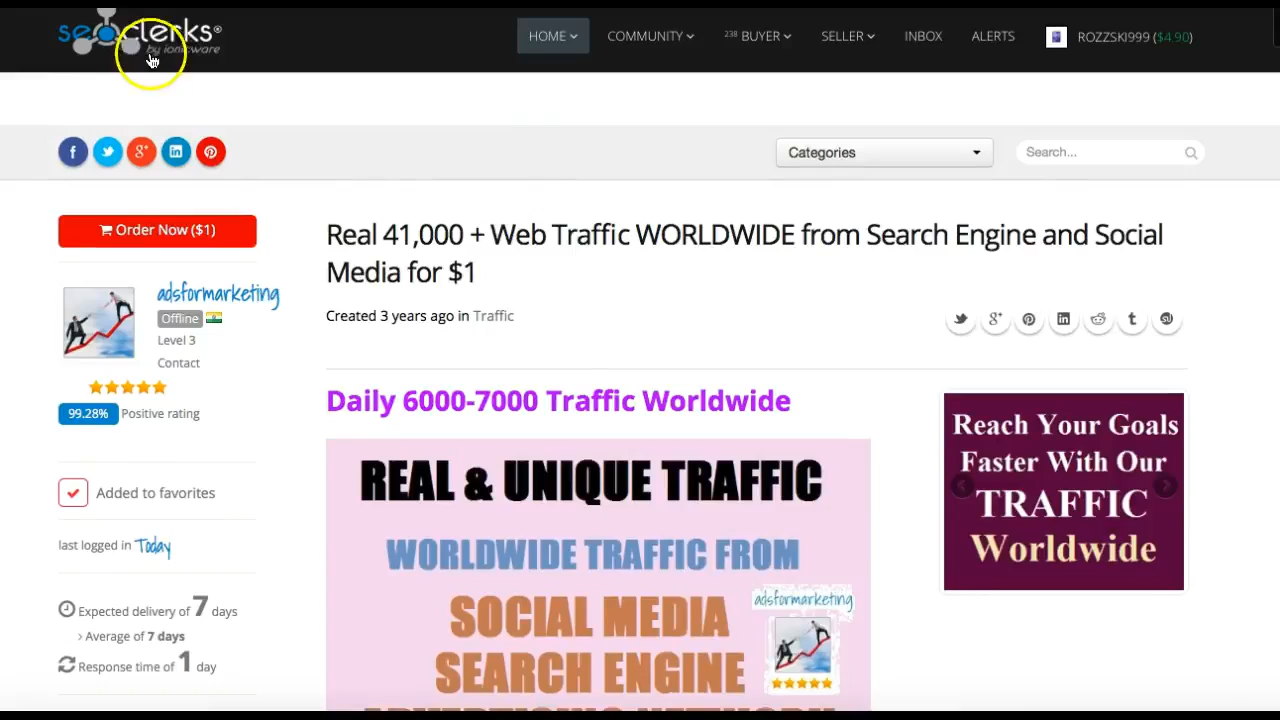 seoclerks®
by ionicware
HOME
COMMUNITY
238 BUYER
SELLER
INBOX
ALERTS
ROZZSKI999 ($4.90)
Categories
Search...
Order Now ($1)
adsformarketing
Offline
Level 3
Contact
99.28% Positive rating
Added to favorites
last logged in Today
Expected delivery of 7 days
› Average of 7 days
Response time of 1 day
Real 41,000 + Web Traffic WORLDWIDE from Search Engine and Social
Media for $1
Created 3 years ago in Traffic
Daily 6000-7000 Traffic Worldwide
REAL & UNIQUE TRAFFIC
WORLDWIDE TRAFFIC FROM
SOCIAL MEDIA
SEARCH ENGINE
ADVERTISING NETWORK
adsformarketing
Reach Your Goals
Faster With Our
TRAFFIC
Worldwide